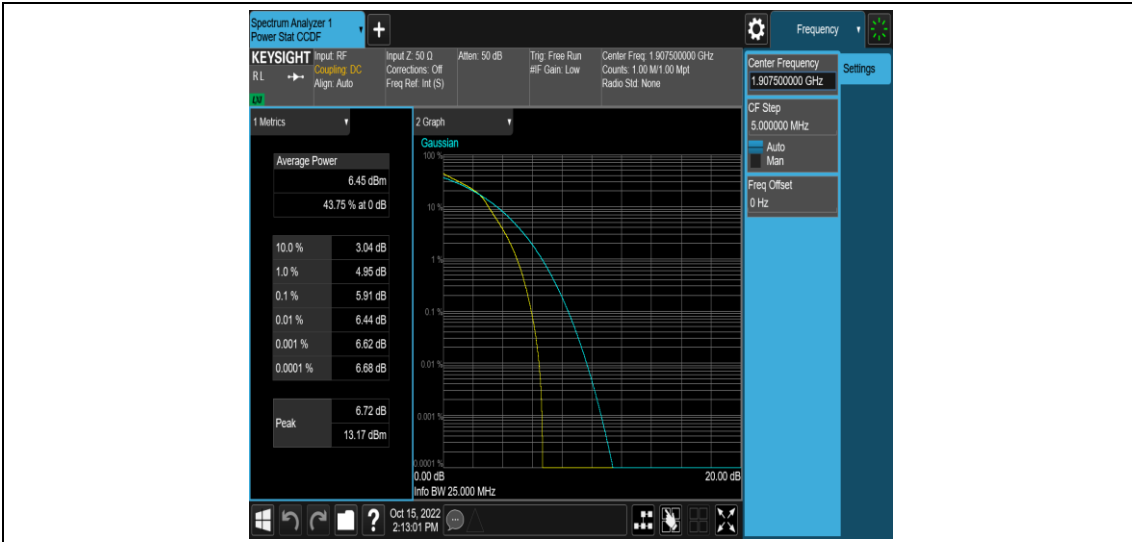 Spectrum Analyzer 1
Power Stat CCDF
+
Frequency
KEYSIGHT
Input: RF
Input Z: 50 Ω
Atten: 50 dB
Trig: Free Run
Center Freq: 1.907500000 GHz
R L
Coupling: DC
Corrections: Off
#IF Gain: Low
Counts: 1.00 M/1.00 Mpt
Align: Auto
Freq Ref: Int (S)
Radio Std: None
Center Frequency
1.907500000 GHz
Settings
CF Step
5.000000 MHz
Auto
Man
Freq Offset
0 Hz
1 Metrics
2 Graph
Gaussian
Average Power
6.45 dBm
43.75 % at 0 dB
10.0 % 3.04 dB
1.0 % 4.95 dB
0.1 % 5.91 dB
0.01 % 6.44 dB
0.001 % 6.62 dB
0.0001 % 6.68 dB
Peak
6.72 dB
13.17 dBm
100 %
10 %
1 %
0.1 %
0.01 %
0.001 %
0.0001 %
0.00 dB
20.00 dB
Info BW 25.000 MHz
?
Oct 15, 2022
2:13:01 PM